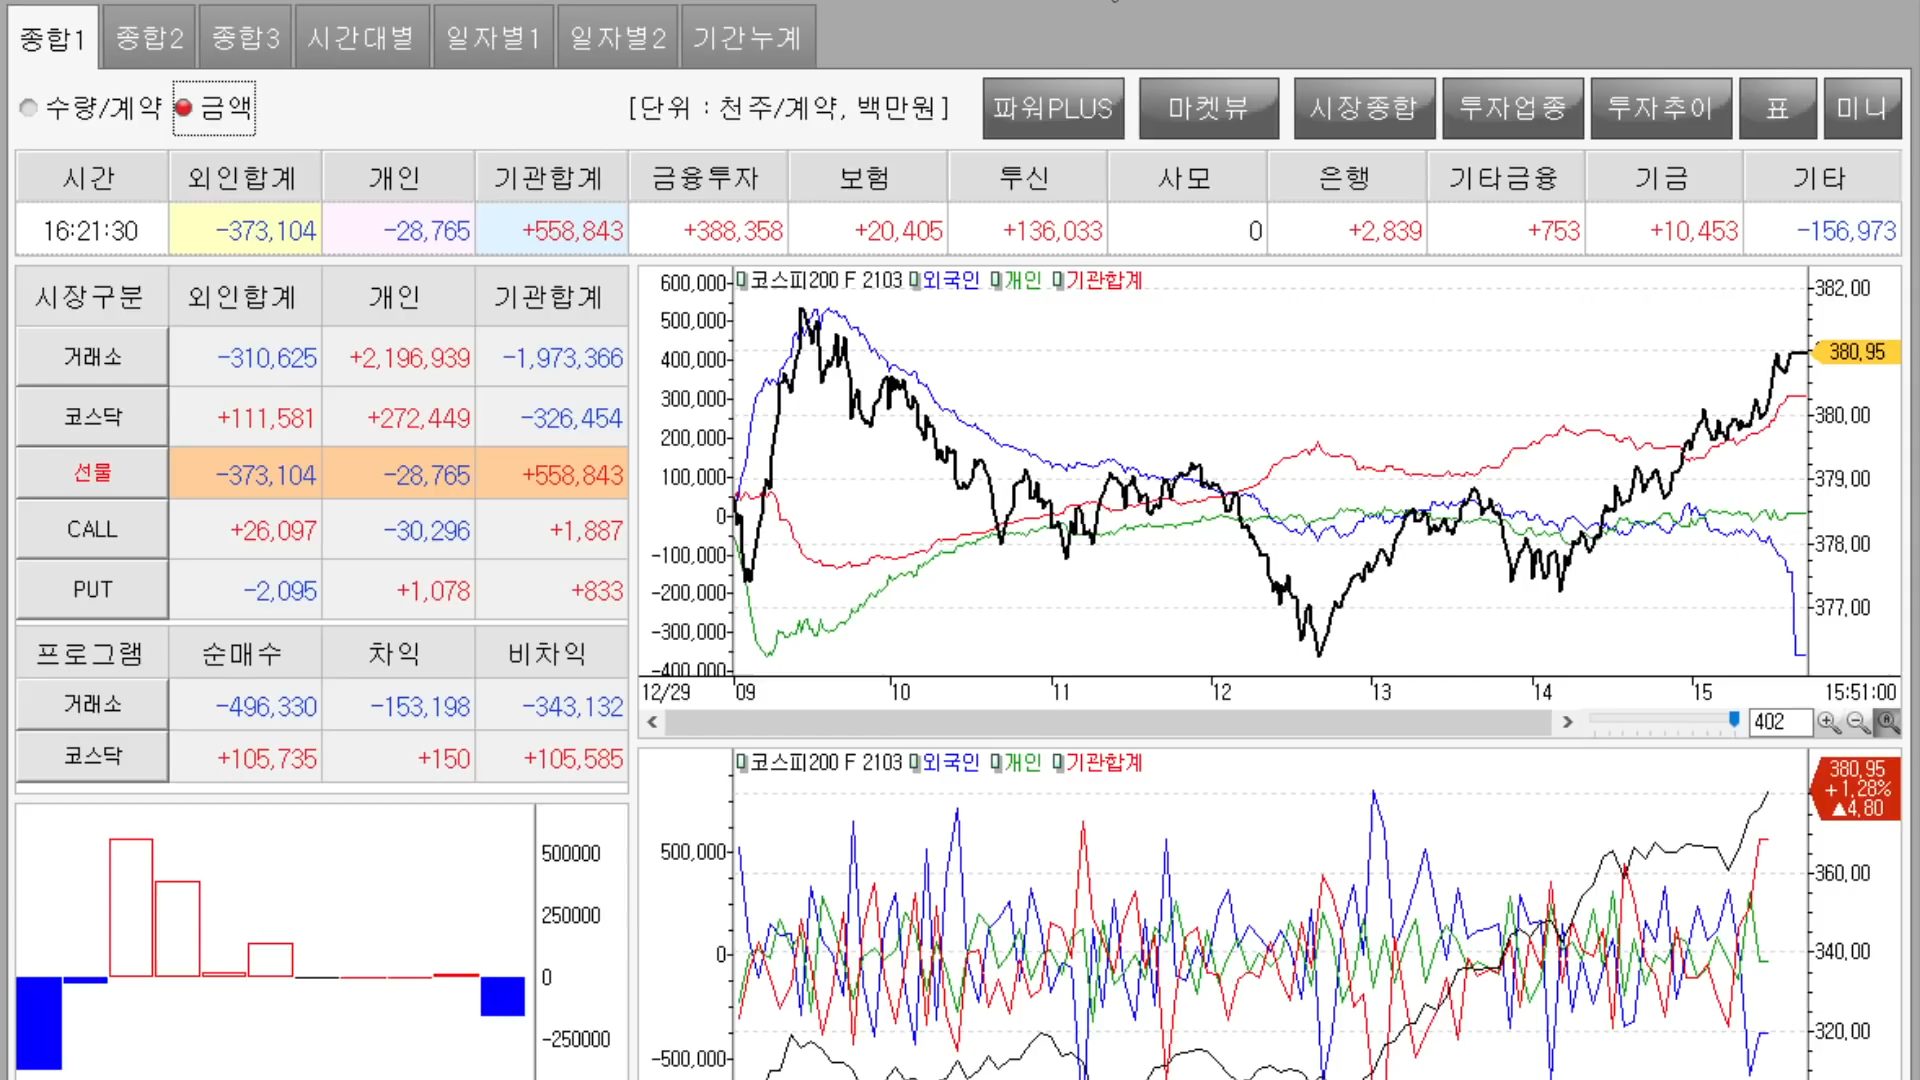 종합1 종합2 종합3 시간대별 일자별1 일자별2 기간누계
수량/계약 금액 [단위 : 천주/계약, 백만원] 파워PLUS 마켓뷰 시장종합 투자업종 투자추이 표 미니
시간 외인합계 개인 기관합계 금융투자 보험 투신 사모 은행 기타금융 기금 기타
16:21:30 -373,104 -28,765 +558,843 +388,358 +20,405 +136,033 0 +2,839 +753 +10,453 -156,973
시장구분 외인합계 개인 기관합계
거래소 -310,625 +2,196,939 -1,973,366
코스닥 +111,581 +272,449 -326,454
선물 -373,104 -28,765 +558,843
CALL +26,097 -30,296 +1,887
PUT -2,095 +1,078 +833
프로그램 순매수 차익 비차익
거래소 -496,330 -153,198 -343,132
코스닥 +105,735 +150 +105,585
500000
250000
0
-250000
코스피200 F 2103 외국인 개인 기관합계
600,000
500,000
400,000
300,000
200,000
100,000
0
-100,000
-200,000
-300,000
-400,000
382,00
380,95
380,00
379,00
378,00
377,00
12/29 09 10 11 12 13 14 15 15:51:00
402
코스피200 F 2103 외국인 개인 기관합계
500,000
0
-500,000
380,95
+1,28%
▲4,80
360,00
340,00
320,00